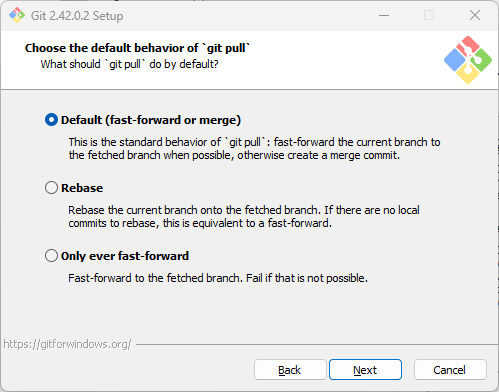 Git 2.42.0.2 Setup
Choose the default behavior of `git pull`
What should `git pull` do by default?
Default (fast-forward or merge)
This is the standard behavior of `git pull`: fast-forward the current branch to
the fetched branch when possible, otherwise create a merge commit.
Rebase
Rebase the current branch onto the fetched branch. If there are no local
commits to rebase, this is equivalent to a fast-forward.
Only ever fast-forward
Fast-forward to the fetched branch. Fail if that is not possible.
https://gitforwindows.org/
Back
Next
Cancel